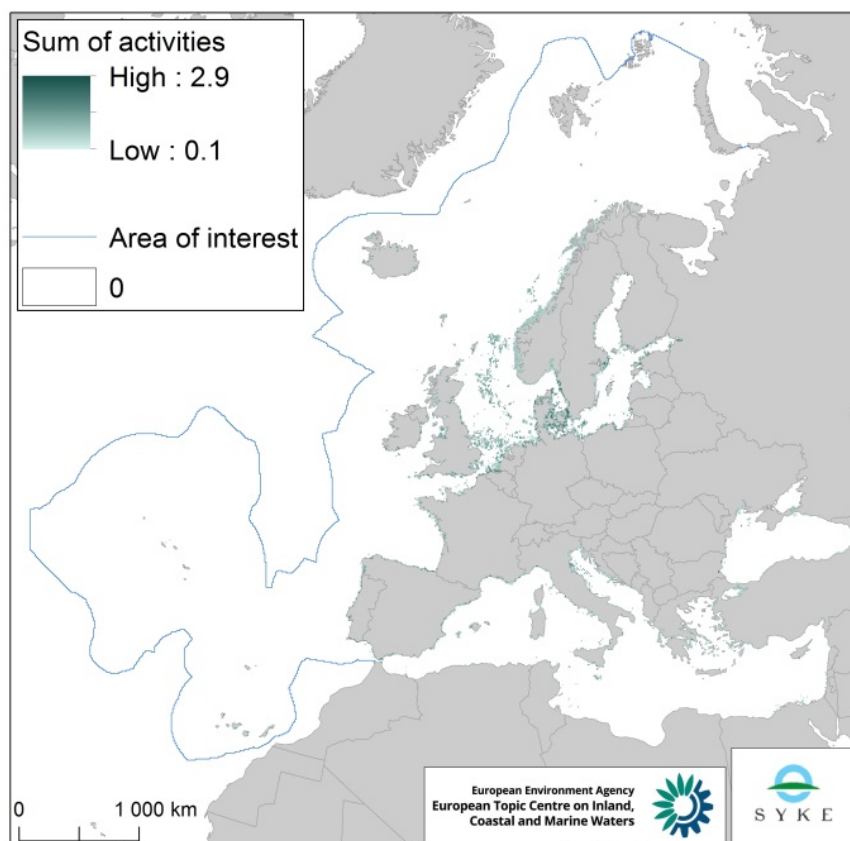 Sum of activities
High : 2.9
Low : 0.1
Area of interest
0
0 1 000 km
European Environment Agency
European Topic Centre on Inland,
Coastal and Marine Waters
SYKE